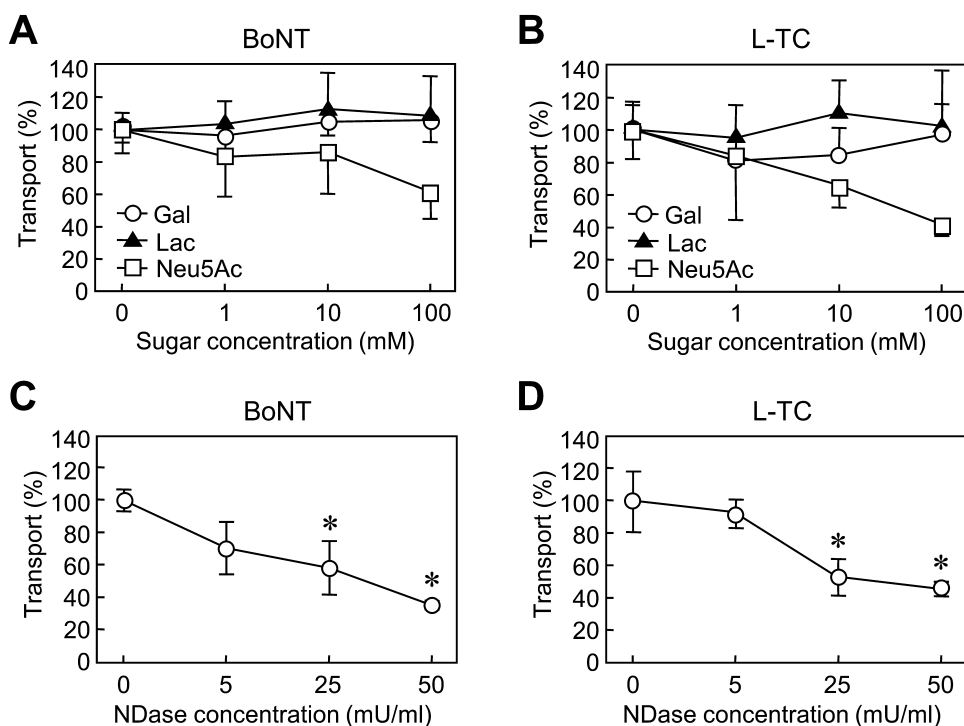 A
BoNT
140
120
100
80
60
40
20
0
Transport (%)
Gal
Lac
Neu5Ac
0 1 10 100
Sugar concentration (mM)
B
L-TC
140
120
100
80
60
40
20
0
Transport (%)
Gal
Lac
Neu5Ac
0 1 10 100
Sugar concentration (mM)
C
BoNT
140
120
100
80
60
40
20
0
Transport (%)
*
*
0 5 25 50
NDase concentration (mU/ml)
D
L-TC
140
120
100
80
60
40
20
0
Transport (%)
*
*
0 5 25 50
NDase concentration (mU/ml)